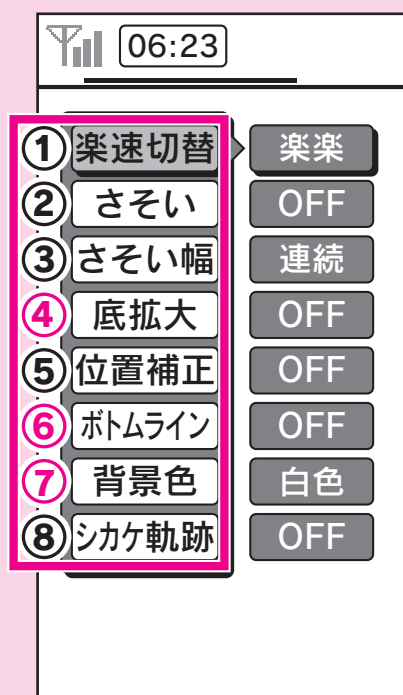 06:23
①楽速切替 楽楽
②さそい OFF
③さそい幅 連続
④底拡大 OFF
⑤位置補正 OFF
⑥ボトムライン OFF
⑦背景色 白色
⑧シカケ軌跡 OFF